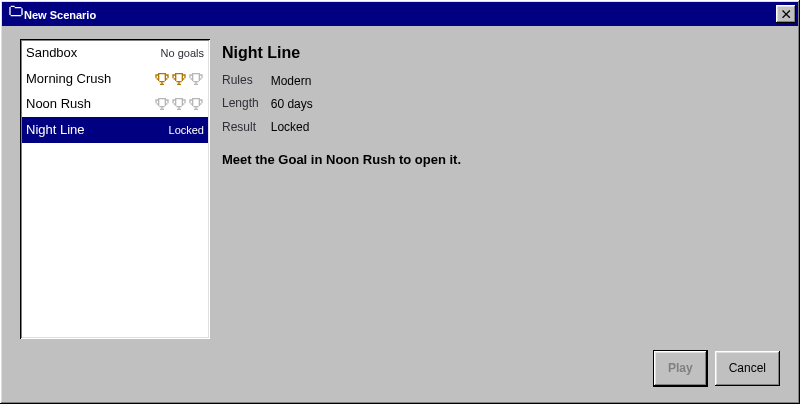 New Scenario
Sandbox No goals
Morning Crush
Noon Rush
Night Line Locked
Night Line
Rules Modern
Length 60 days
Result Locked
Meet the Goal in Noon Rush to open it.
Play Cancel